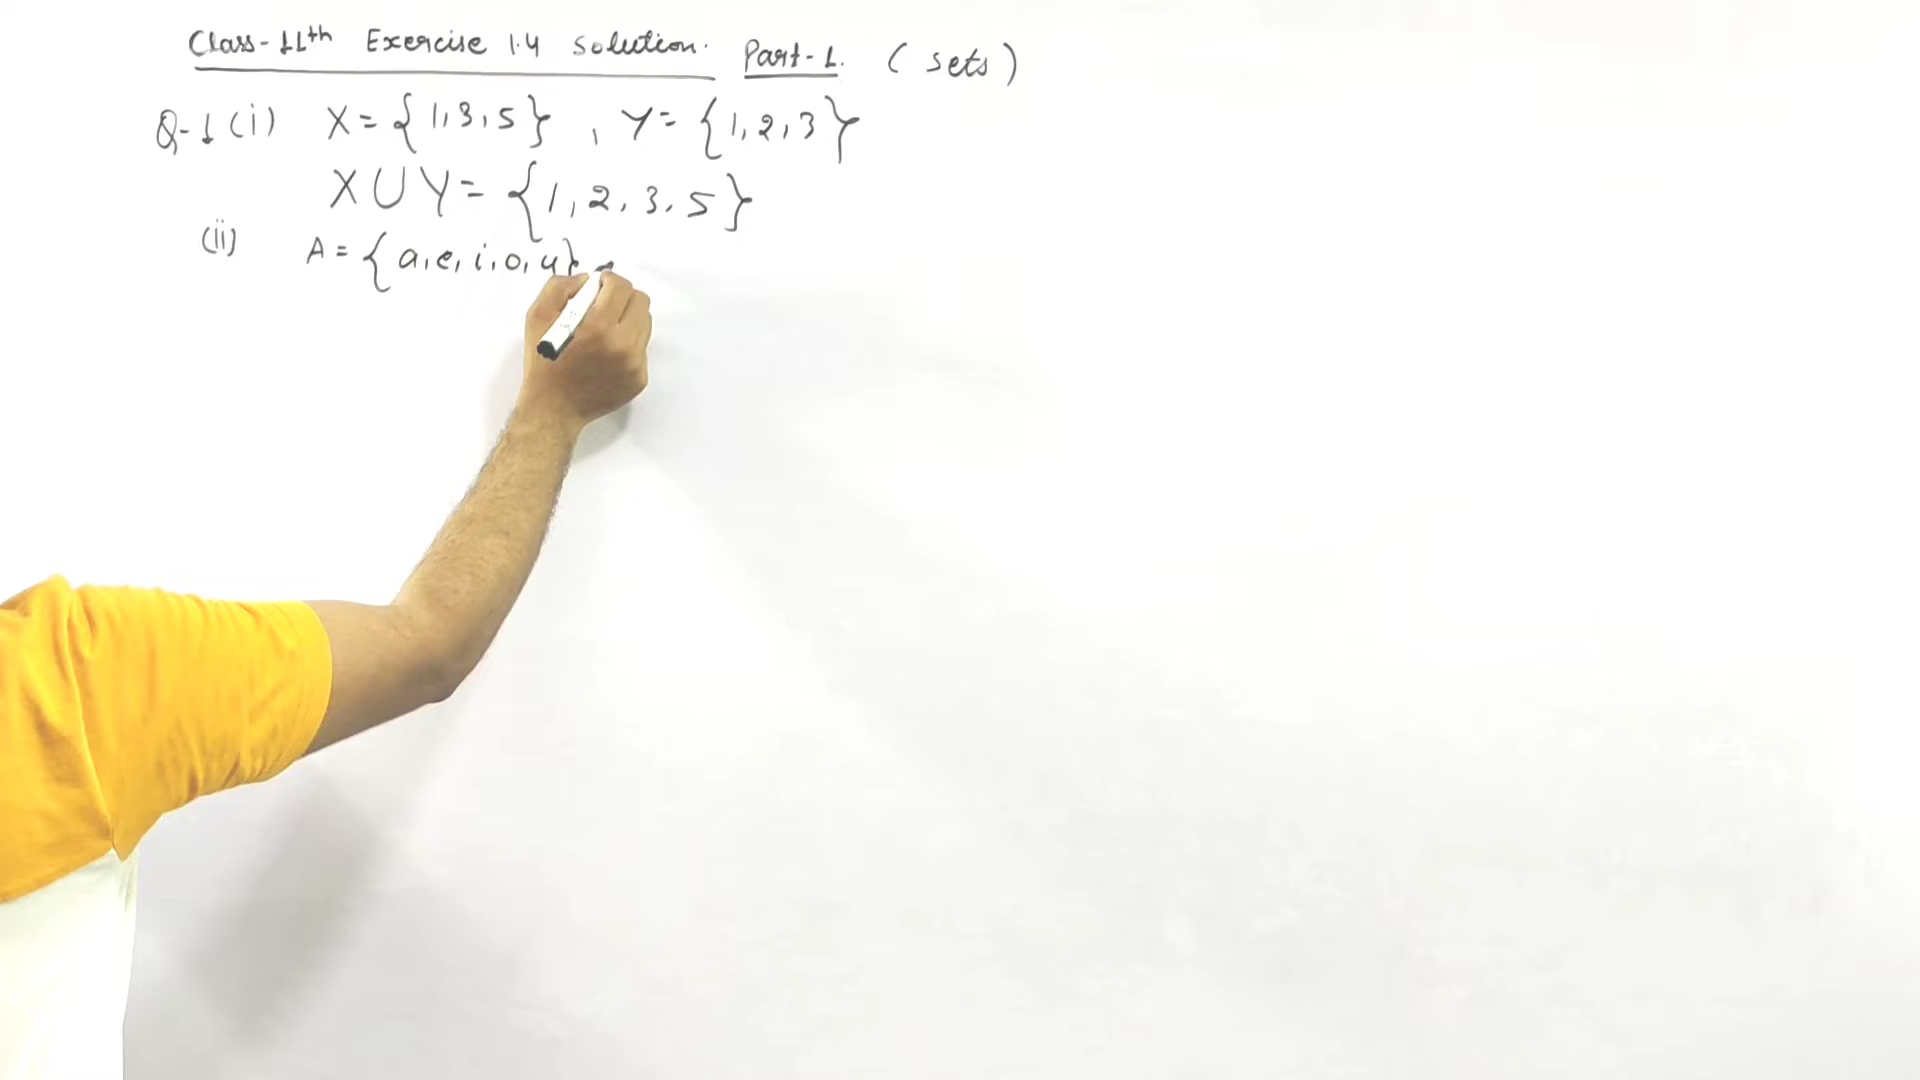 Class-11th Exercise 1.4 solution. Part-1. (sets)
Q-1(i) X={1,3,5}, Y={1,2,3}
X∪Y={1,2,3,5}
(ii) A={a,e,i,o,u}